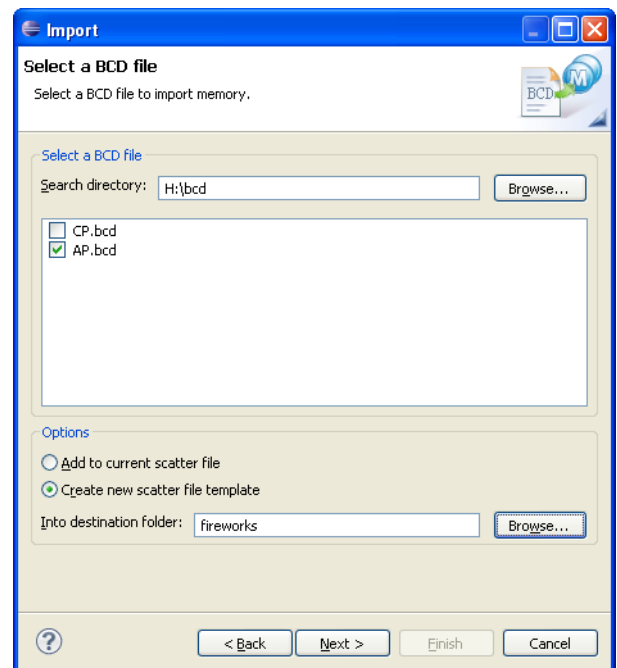 Import
Select a BCD file
Select a BCD file to import memory.
BCD M
Select a BCD file
Search directory: H:\bcd Browse...
CP.bcd
AP.bcd
Options
Add to current scatter file
Create new scatter file template
Into destination folder: fireworks Browse...
? < Back Next > Finish Cancel